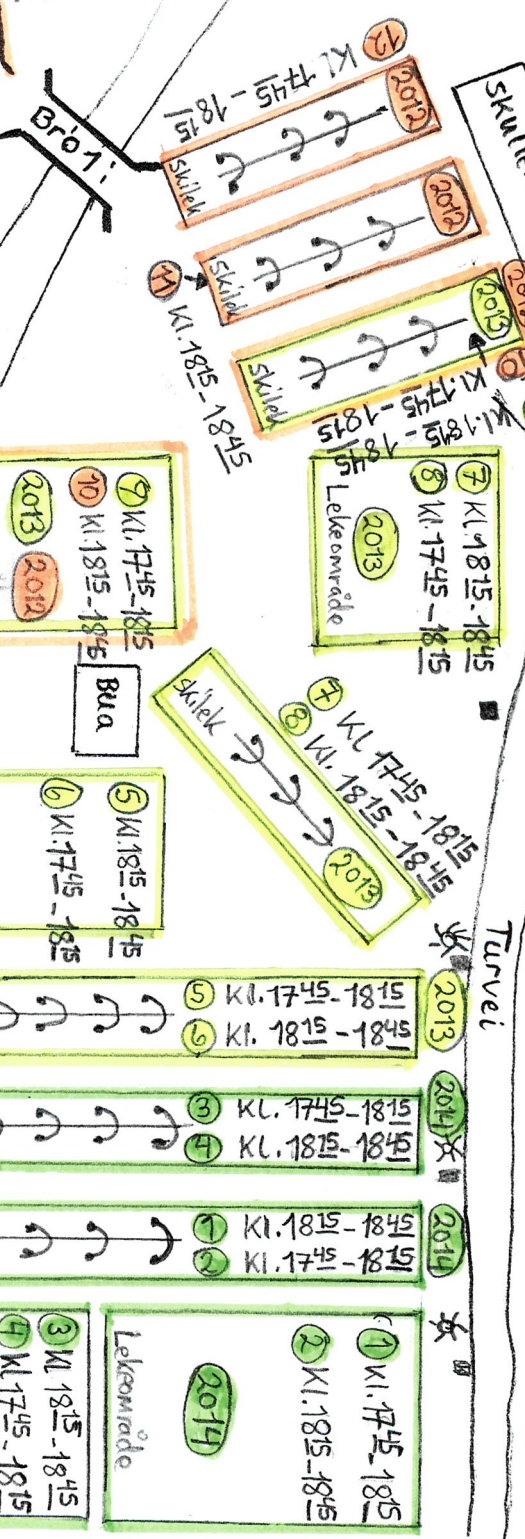 12 Kl. 17⁴⁵ - 18¹⁵
2012
skilek
Bro 1:
2012
skilek
11 Kl. 18¹⁵ - 18⁴⁵
2013
skilek
Kl. 17⁴⁵ - 18¹⁵
Kl. 18¹⁵ - 18⁴⁵
7 Kl. 18¹⁵ - 18⁴⁵
8 Kl. 17⁴⁵ - 18¹⁵
2013
Lekeområde
9 Kl. 17⁴⁵ - 18¹⁵
10 Kl. 18¹⁵ - 18⁴⁵
2013 2012
Bua
7 Kl 17⁴⁵ - 18¹⁵
8 Kl. 18¹⁵ - 18⁴⁵
skilek
2013
5 Kl. 18¹⁵ - 18⁴⁵
6 Kl. 17⁴⁵ - 18¹⁵
Turvei
2013
5 Kl. 17⁴⁵ - 18¹⁵
6 Kl. 18¹⁵ - 18⁴⁵
2014
3 Kl. 17⁴⁵ - 18¹⁵
4 Kl. 18¹⁵ - 18⁴⁵
2014
1 Kl. 18¹⁵ - 18⁴⁵
2 Kl. 17⁴⁵ - 18¹⁵
1 Kl. 17⁴⁵ - 18¹⁵
2 Kl. 18¹⁵ - 18⁴⁵
2014
Lekeområde
3 Kl 18¹⁵ - 18⁴⁵
4 Kl 17⁴⁵ - 18¹⁵